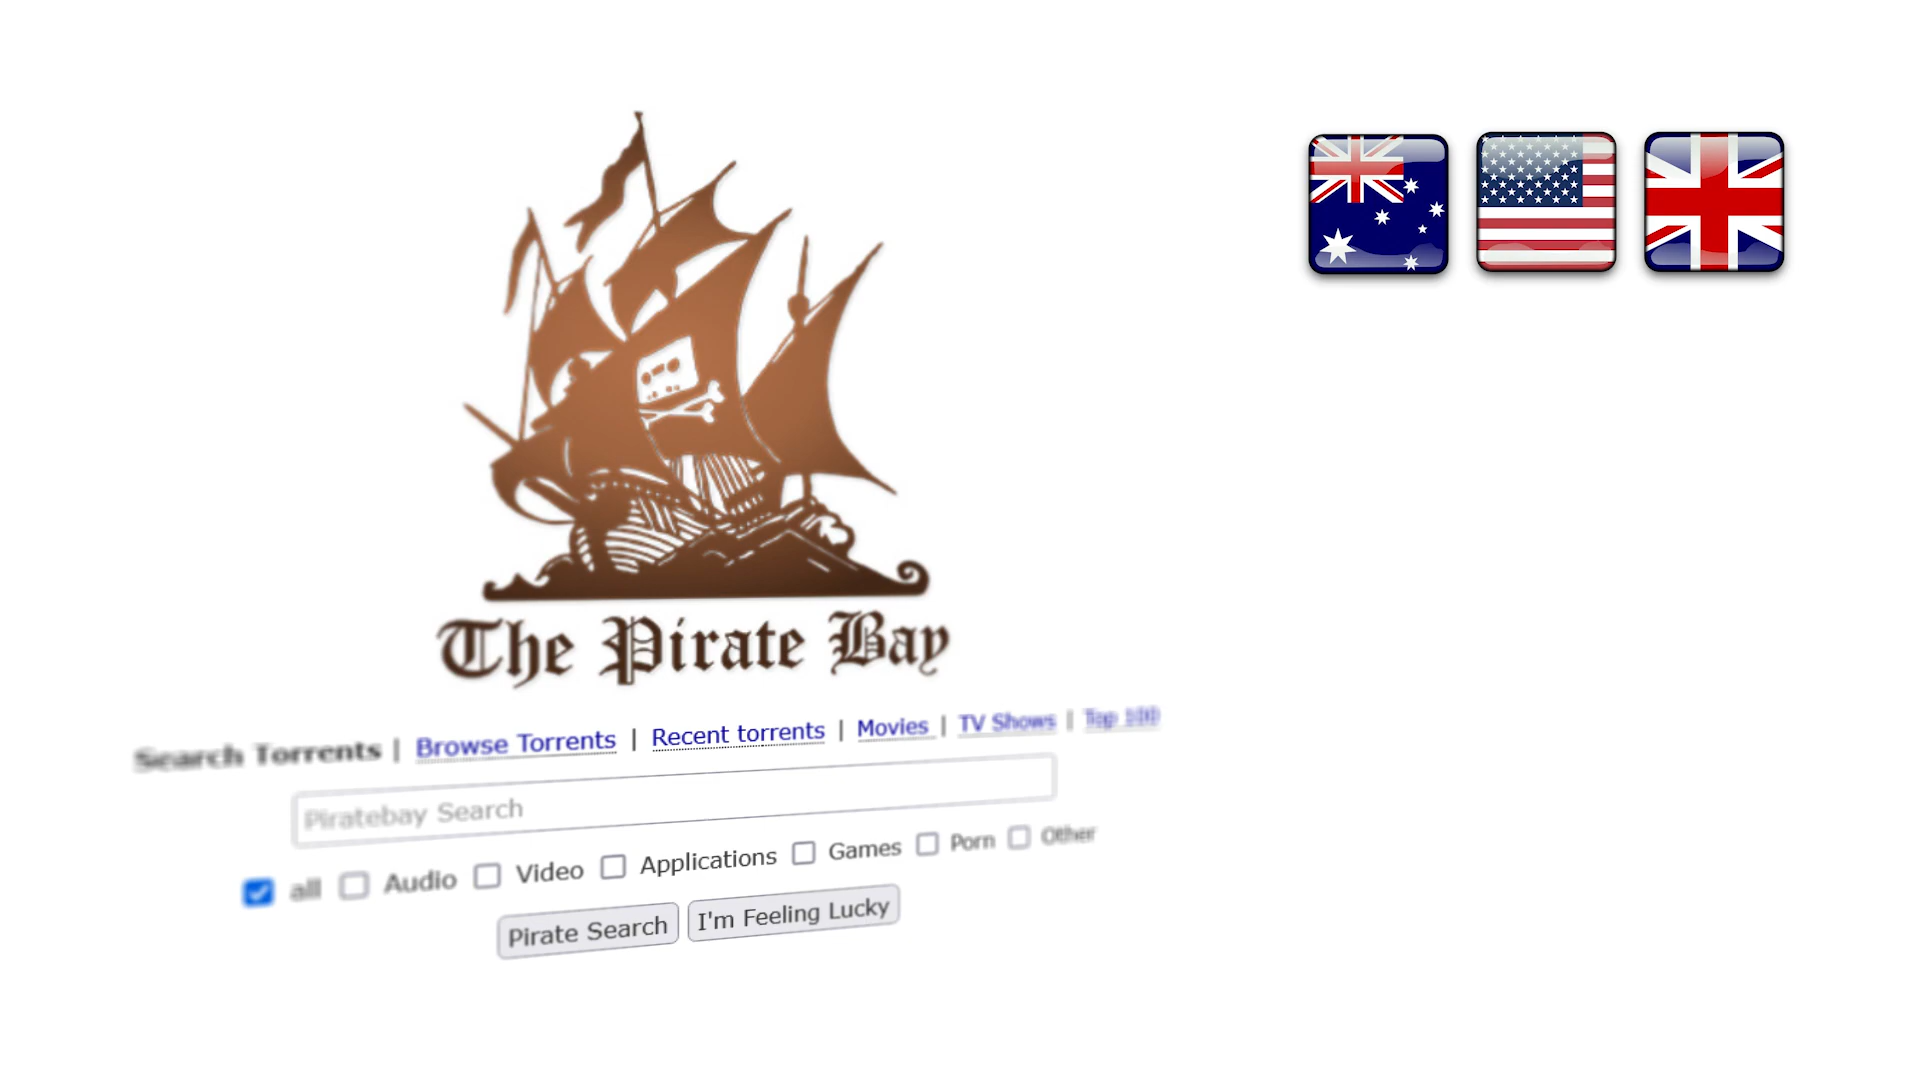 The Pirate Bay
Search Torrents | Browse Torrents | Recent torrents | Movies | TV Shows | Top 100
Piratebay Search
all Audio Video Applications Games Porn Other
Pirate Search I'm Feeling Lucky